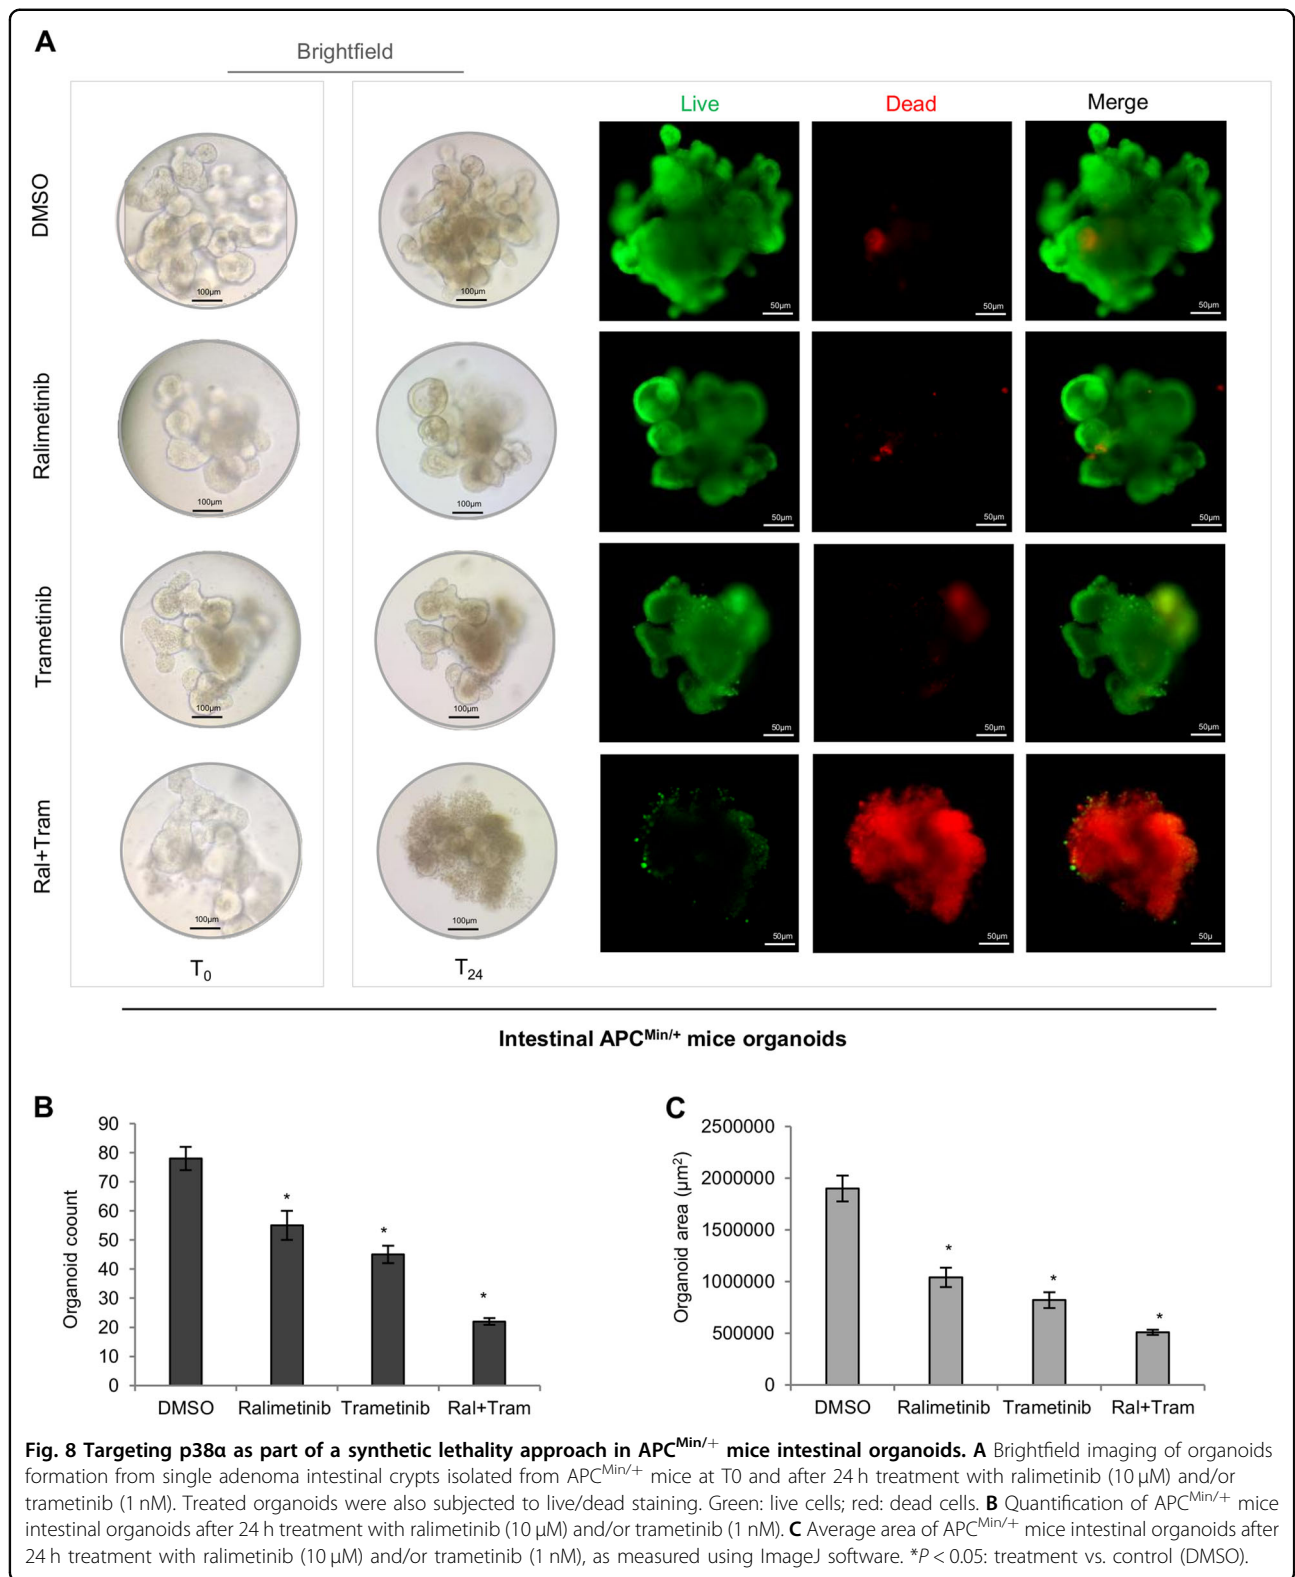 A
Brightfield
Live
Dead
Merge
DMSO
100µm
100µm
50µm
50µm
50µm
Ralimetinib
100µm
100µm
50µm
50µm
50µm
Trametinib
100µm
100µm
50µm
50µm
50µm
Ral+Tram
100µm
100µm
50µm
50µm
50µ
T0
T24
Intestinal APCMin/+ mice organoids
B
Organoid coount
90
80
70
60
50
40
30
20
10
0
*
*
*
DMSO
Ralimetinib
Trametinib
Ral+Tram
C
Organoid area (µm2)
2500000
2000000
1500000
1000000
500000
0
*
*
*
DMSO
Ralimetinib
Trametinib
Ral+Tram
Fig. 8 Targeting p38α as part of a synthetic lethality approach in APCMin/+ mice intestinal organoids. A Brightfield imaging of organoids
formation from single adenoma intestinal crypts isolated from APCMin/+ mice at T0 and after 24 h treatment with ralimetinib (10 µM) and/or
trametinib (1 nM). Treated organoids were also subjected to live/dead staining. Green: live cells; red: dead cells. B Quantification of APCMin/+ mice
intestinal organoids after 24 h treatment with ralimetinib (10 µM) and/or trametinib (1 nM). C Average area of APCMin/+ mice intestinal organoids after
24 h treatment with ralimetinib (10 µM) and/or trametinib (1 nM), as measured using ImageJ software. *P < 0.05: treatment vs. control (DMSO).